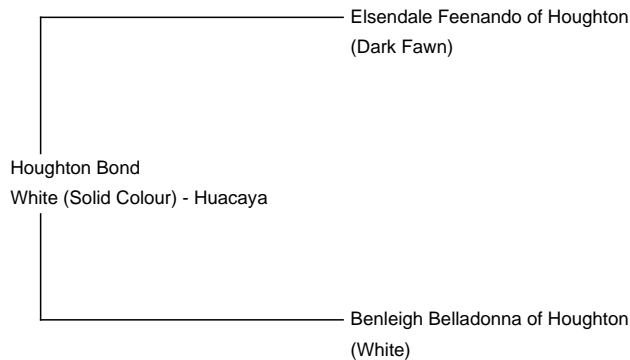 Elsendale Feenando of Houghton
(Dark Fawn)
Houghton Bond
White (Solid Colour) - Huacaya
Benleigh Belladonna of Houghton
(White)